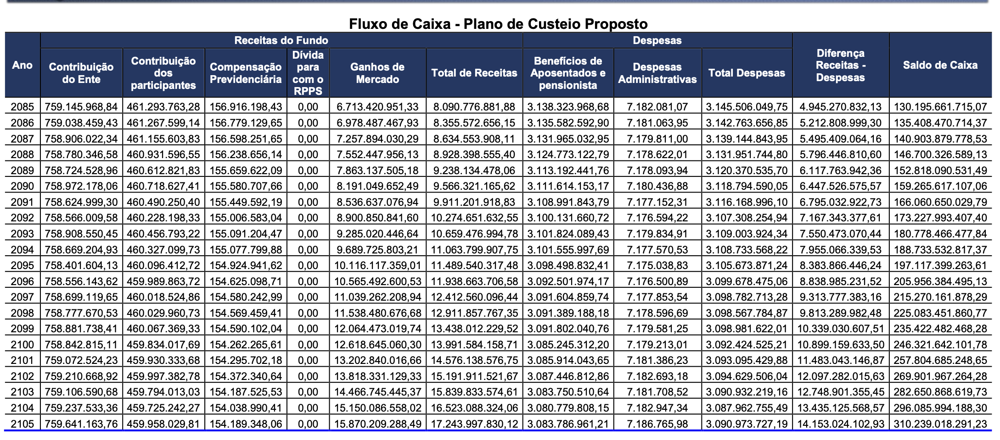 Fluxo de Caixa - Plano de Custeio Proposto
Ano Receitas do Fundo Despesas Diferença Receitas - Despesas Saldo de Caixa
Contribuição do Ente Contribuição dos participantes Compensação Previdenciária Dívida para com o RPPS Ganhos de Mercado Total de Receitas Benefícios de Aposentados e pensionista Despesas Administrativas Total Despesas
2085 759.145.968,84 461.293.763,28 156.916.198,43 0,00 6.713.420.951,33 8.090.776.881,88 3.138.323.968,68 7.182.081,07 3.145.506.049,75 4.945.270.832,13 130.195.661.715,07
2086 759.038.459,43 461.267.599,14 156.779.129,65 0,00 6.978.487.467,93 8.355.572.656,15 3.135.582.592,90 7.181.063,95 3.142.763.656,85 5.212.808.999,30 135.408.470.714,37
2087 758.906.022,34 461.155.603,83 156.598.251,65 0,00 7.257.894.030,29 8.634.553.908,11 3.131.965.032,95 7.179.811,00 3.139.144.843,95 5.495.409.064,16 140.903.879.778,53
2088 758.780.346,58 460.931.596,55 156.238.656,14 0,00 7.552.447.956,13 8.928.398.555,40 3.124.773.122,79 7.178.622,01 3.131.951.744,80 5.796.446.810,60 146.700.326.589,13
2089 758.724.528,96 460.612.821,83 155.659.622,09 0,00 7.863.137.505,18 9.238.134.478,06 3.113.192.441,76 7.178.093,94 3.120.370.535,70 6.117.763.942,36 152.818.090.531,49
2090 758.972.178,06 460.718.627,41 155.580.707,66 0,00 8.191.049.652,49 9.566.321.165,62 3.111.614.153,17 7.180.436,88 3.118.794.590,05 6.447.526.575,57 159.265.617.107,06
2091 758.624.999,30 460.490.250,40 155.449.592,19 0,00 8.536.637.076,94 9.911.201.918,83 3.108.991.843,79 7.177.152,31 3.116.168.996,10 6.795.032.922,73 166.060.650.029,79
2092 758.566.009,58 460.228.198,33 155.006.583,04 0,00 8.900.850.841,60 10.274.651.632,55 3.100.131.660,72 7.176.594,22 3.107.308.254,94 7.167.343.377,61 173.227.993.407,40
2093 758.908.550,45 460.456.793,22 155.091.204,47 0,00 9.285.020.446,64 10.659.476.994,78 3.101.824.089,43 7.179.834,91 3.109.003.924,34 7.550.473.070,44 180.778.466.477,84
2094 758.669.204,93 460.327.099,73 155.077.799,88 0,00 9.689.725.803,21 11.063.799.907,75 3.101.555.997,69 7.177.570,53 3.108.733.568,22 7.955.066.339,53 188.733.532.817,37
2095 758.401.604,13 460.096.412,72 154.924.941,62 0,00 10.116.117.359,01 11.489.540.317,48 3.098.498.832,41 7.175.038,83 3.105.673.871,24 8.383.866.446,24 197.117.399.263,61
2096 758.556.143,62 459.989.863,72 154.625.098,71 0,00 10.565.492.600,53 11.938.663.706,58 3.092.501.974,17 7.176.500,89 3.099.678.475,06 8.838.985.231,52 205.956.384.495,13
2097 758.699.119,65 460.018.524,86 154.580.242,99 0,00 11.039.262.208,94 12.412.560.096,44 3.091.604.859,74 7.177.853,54 3.098.782.713,28 9.313.777.383,16 215.270.161.878,29
2098 758.777.670,53 460.029.960,73 154.569.459,41 0,00 11.538.480.676,68 12.911.857.767,35 3.091.389.188,18 7.178.596,69 3.098.567.784,87 9.813.289.982,48 225.083.451.860,77
2099 758.881.738,41 460.067.369,33 154.590.102,04 0,00 12.064.473.019,74 13.438.012.229,52 3.091.802.040,76 7.179.581,25 3.098.981.622,01 10.339.030.607,51 235.422.482.468,28
2100 758.842.815,11 459.834.017,69 154.262.265,61 0,00 12.618.645.060,30 13.991.584.158,71 3.085.245.312,20 7.179.213,01 3.092.424.525,21 10.899.159.633,50 246.321.642.101,78
2101 759.072.524,23 459.930.333,68 154.295.702,18 0,00 13.202.840.016,66 14.576.138.576,75 3.085.914.043,65 7.181.386,23 3.093.095.429,88 11.483.043.146,87 257.804.685.248,65
2102 759.210.668,92 459.997.382,78 154.372.340,64 0,00 13.818.331.129,33 15.191.911.521,67 3.087.446.812,86 7.182.693,18 3.094.629.506,04 12.097.282.015,63 269.901.967.264,28
2103 759.106.590,68 459.794.013,03 154.187.525,53 0,00 14.466.745.445,37 15.839.833.574,61 3.083.750.510,64 7.181.708,52 3.090.932.219,16 12.748.901.355,45 282.650.868.619,73
2104 759.237.533,36 459.725.242,27 154.038.990,41 0,00 15.150.086.558,02 16.523.088.324,06 3.080.779.808,15 7.182.947,34 3.087.962.755,49 13.435.125.568,57 296.085.994.188,30
2105 759.641.163,76 459.958.029,81 154.189.348,06 0,00 15.870.209.288,49 17.243.997.830,12 3.083.786.961,21 7.186.765,98 3.090.973.727,19 14.153.024.102,93 310.239.018.291,23